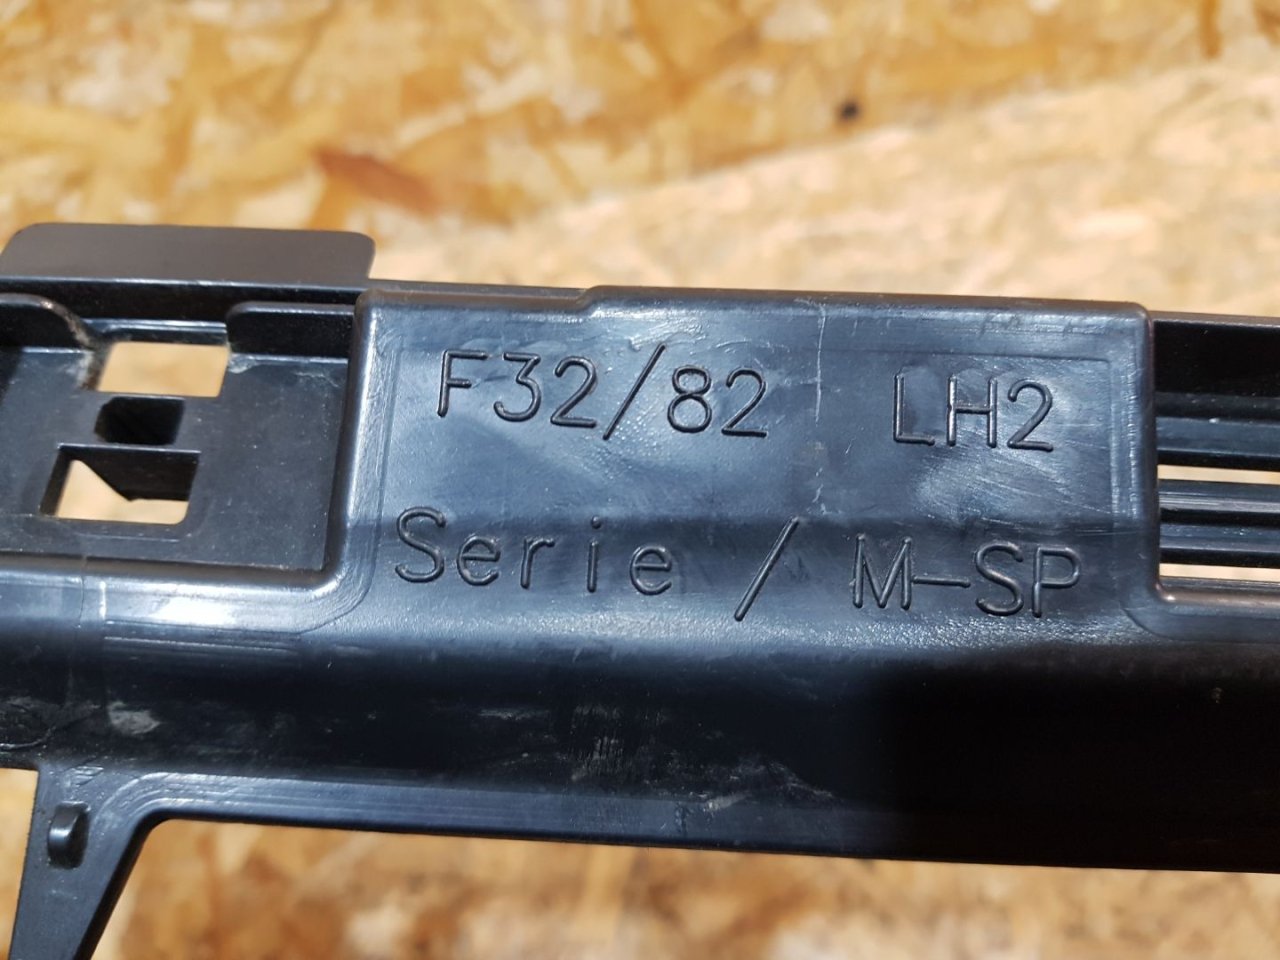 F32/82 LH2
Serie / M-SP